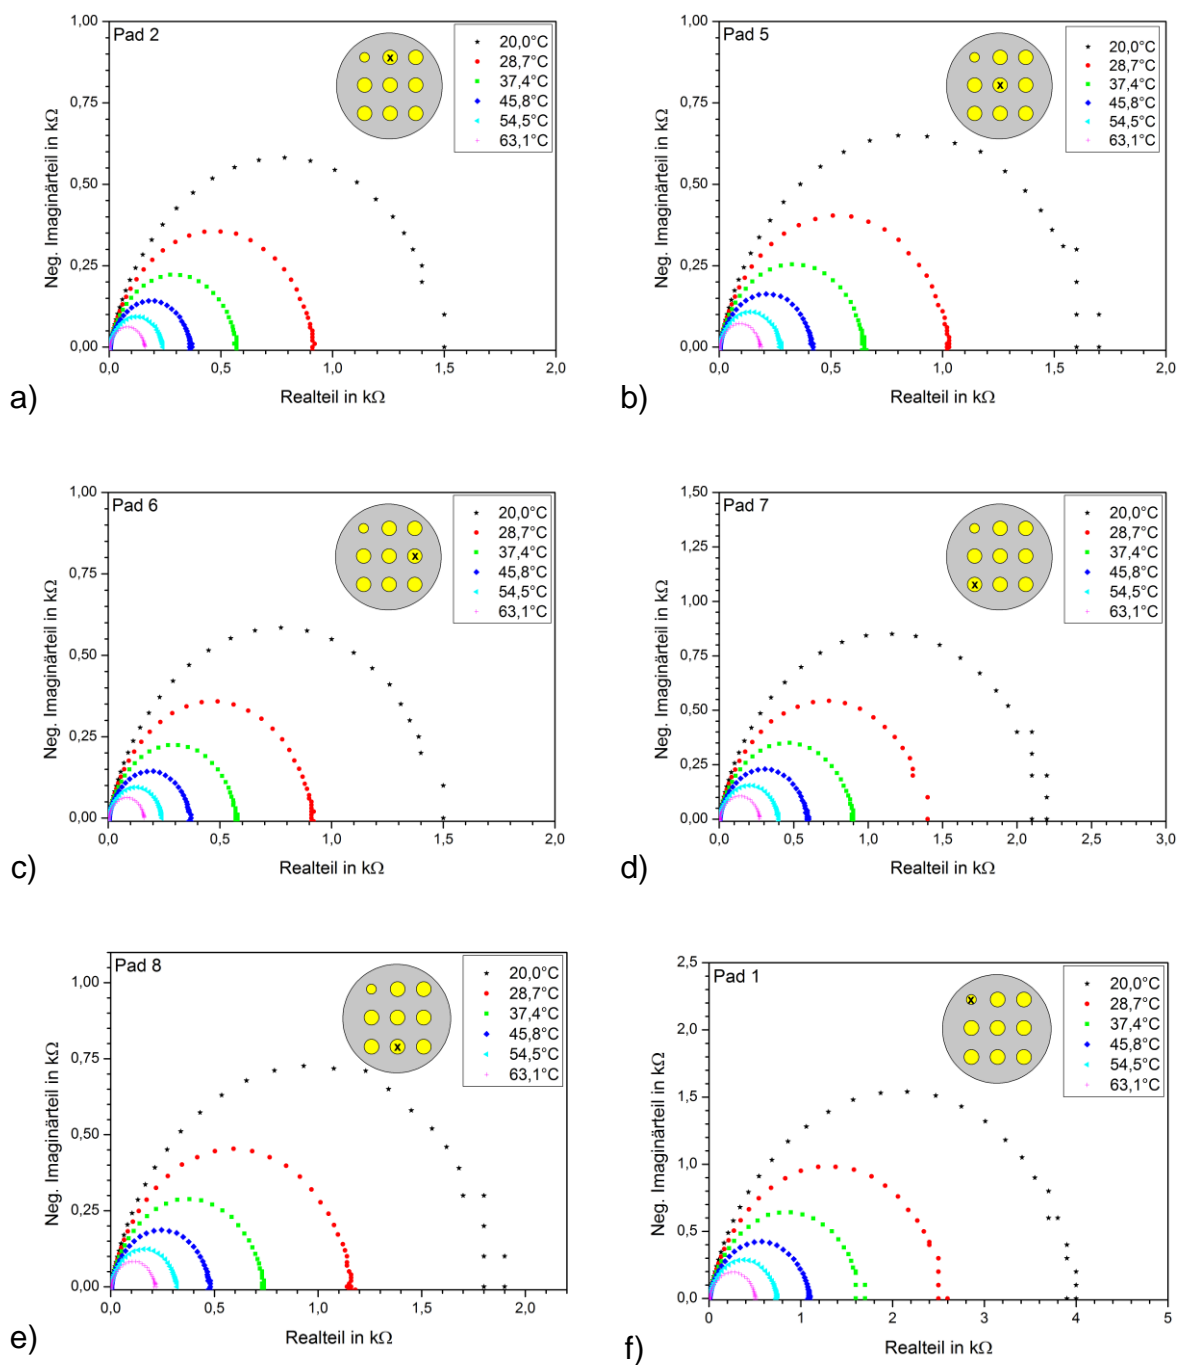 Pad 2
1,00
0,75
0,50
0,25
0,00
0,0 0,5 1,0 1,5 2,0
Neg. Imaginärteil in kΩ
Realteil in kΩ
x
20,0°C
28,7°C
37,4°C
45,8°C
54,5°C
63,1°C
a)
Pad 5
1,00
0,75
0,50
0,25
0,00
0,0 0,5 1,0 1,5 2,0
Neg. Imaginärteil in kΩ
Realteil in kΩ
x
20,0°C
28,7°C
37,4°C
45,8°C
54,5°C
63,1°C
b)
Pad 6
1,00
0,75
0,50
0,25
0,00
0,0 0,5 1,0 1,5 2,0
Neg. Imaginärteil in kΩ
Realteil in kΩ
x
20,0°C
28,7°C
37,4°C
45,8°C
54,5°C
63,1°C
c)
Pad 7
1,50
1,25
1,00
0,75
0,50
0,25
0,00
0,0 0,5 1,0 1,5 2,0 2,5 3,0
Neg. Imaginärteil in kΩ
Realteil in kΩ
x
20,0°C
28,7°C
37,4°C
45,8°C
54,5°C
63,1°C
d)
Pad 8
1,00
0,75
0,50
0,25
0,00
0,0 0,5 1,0 1,5 2,0
Neg. Imaginärteil in kΩ
Realteil in kΩ
x
20,0°C
28,7°C
37,4°C
45,8°C
54,5°C
63,1°C
e)
Pad 1
2,5
2,0
1,5
1,0
0,5
0,0
0 1 2 3 4 5
Neg. Imaginärteil in kΩ
Realteil in kΩ
x
20,0°C
28,7°C
37,4°C
45,8°C
54,5°C
63,1°C
f)